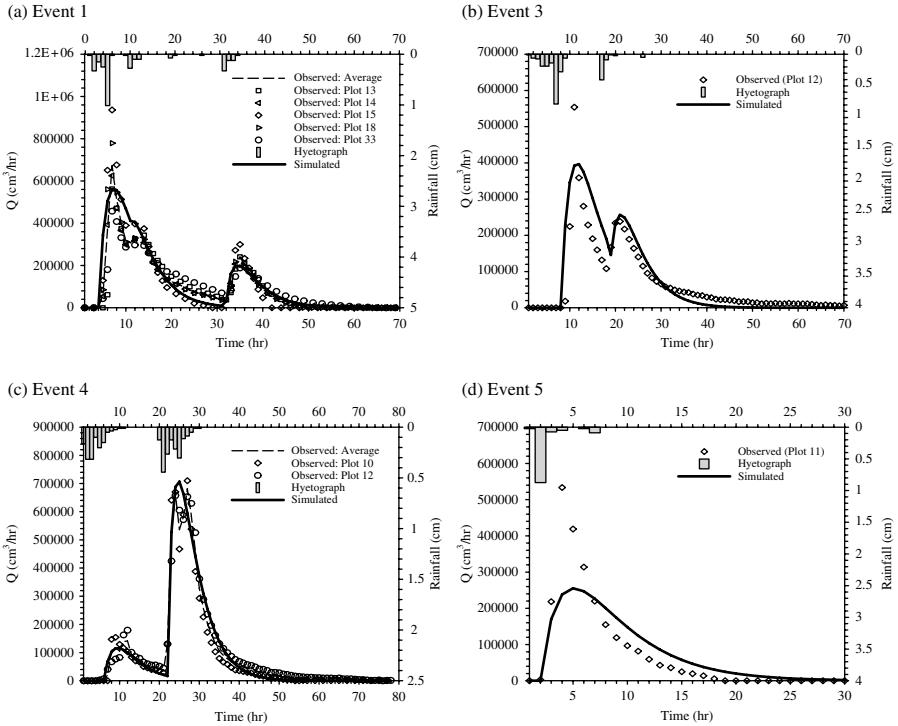 (a) Event 1
0 10 20 30 40 50 60 70
1.2E+06
1E+06
800000
600000
400000
200000
0
Q (cm³/hr)
0
1
2
3
4
5
Rainfall (cm)
Observed: Average
Observed: Plot 13
Observed: Plot 14
Observed: Plot 15
Observed: Plot 18
Observed: Plot 33
Hyetograph
Simulated
10 20 30 40 50 60 70
Time (hr)
(b) Event 3
10 20 30 40 50 60 70
700000
600000
500000
400000
300000
200000
100000
0
Q (cm³/hr)
0
0.5
1
1.5
2
2.5
3
3.5
4
Rainfall (cm)
Observed (Plot 12)
Hyetograph
Simulated
10 20 30 40 50 60 70
Time (hr)
(c) Event 4
10 20 30 40 50 60 70 80
900000
800000
700000
600000
500000
400000
300000
200000
100000
0
Q (cm³/hr)
0
0.5
1
1.5
2
2.5
Rainfall (cm)
Observed: Average
Observed: Plot 10
Observed: Plot 12
Hyetograph
Simulated
10 20 30 40 50 60 70 80
Time (hr)
(d) Event 5
5 10 15 20 25 30
700000
600000
500000
400000
300000
200000
100000
0
Q (cm³/hr)
0
0.5
1
1.5
2
2.5
3
3.5
4
Rainfall (cm)
Observed (Plot 11)
Hyetograph
Simulated
5 10 15 20 25 30
Time (hr)